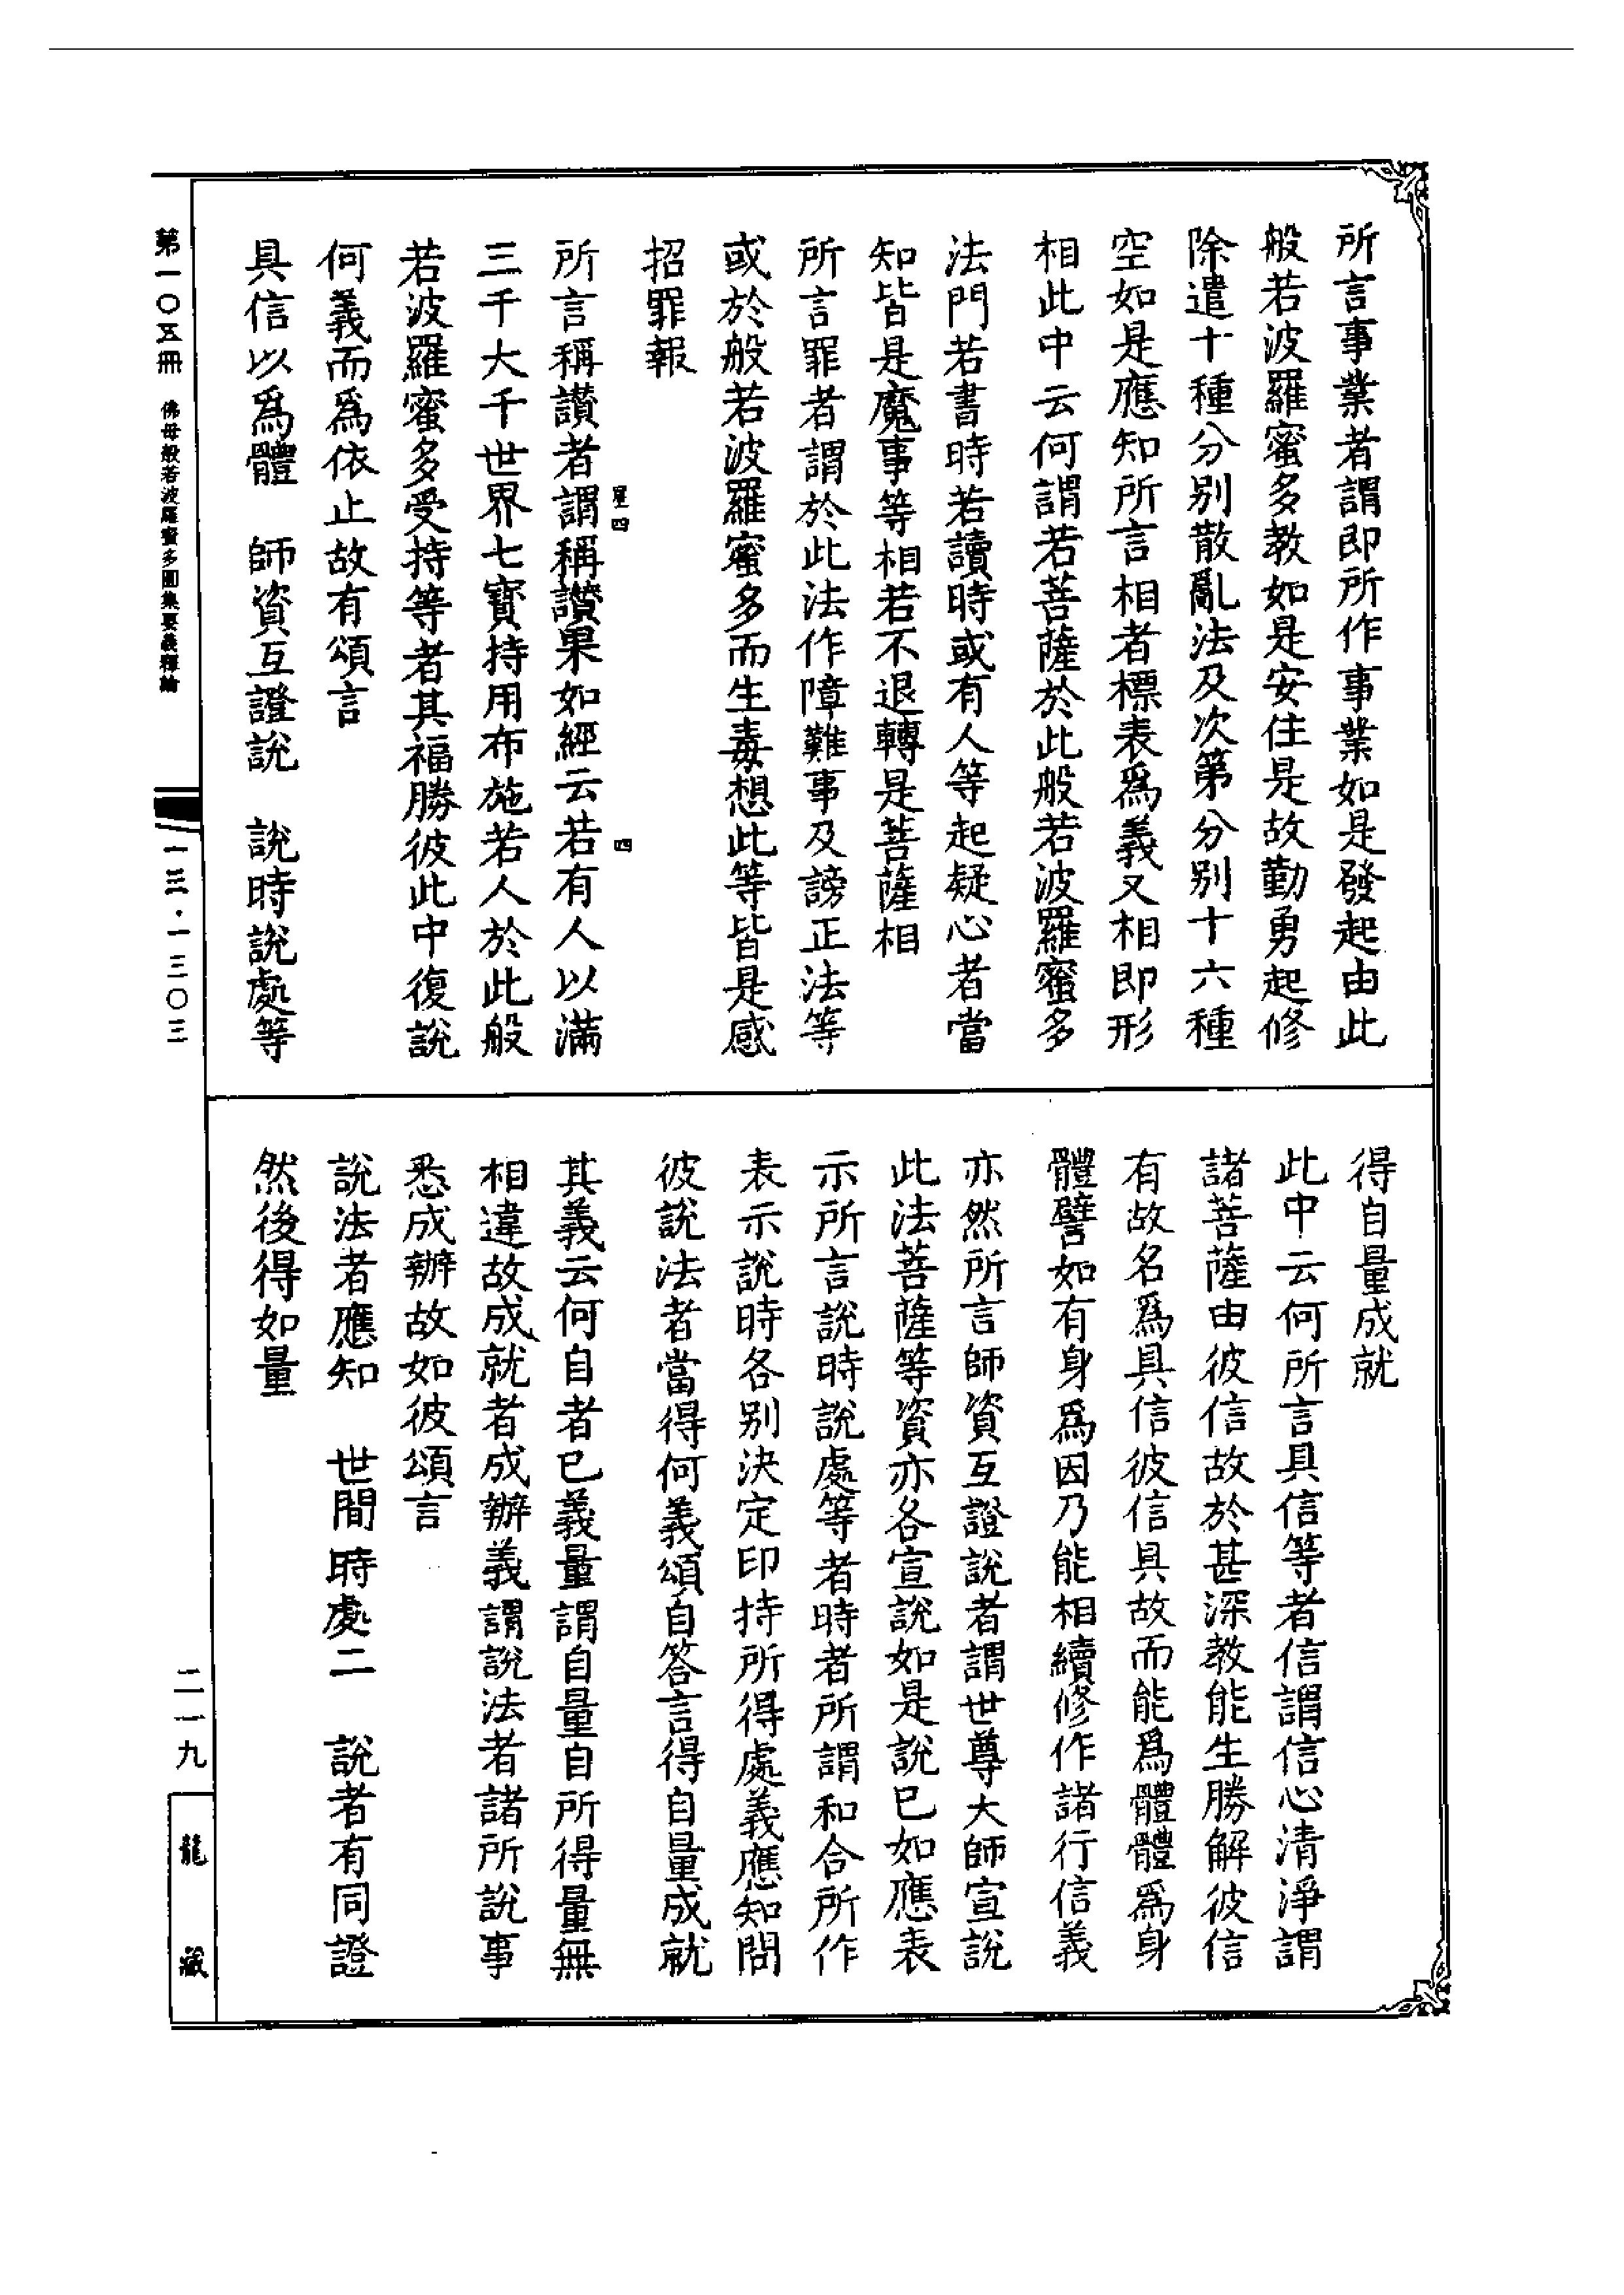 所言事業者謂即所作事業如是發起由此
般若波羅蜜多教如是安住是故勤勇起修
除遣十種分別散亂法及次第分別十六種
空如是應知所言相者標表爲義又相即形
相此中云何謂若菩薩於此般若波羅蜜多
法門若書時若讀時或有人等起疑心者當
知皆是魔事等相若不退轉是菩薩相
所言罪者謂於此法作障難事及謗正法等
或於般若波羅蜜多而生毒想此等皆是感
招罪報
星四
四
所言稱讃者謂稱讃果如經云若有人以滿
三千大千世界七寳持用布施若人於此般
若波羅蜜多受持等者其福勝彼此中復說
何義而爲依止故有頌言
具信以爲體　師資互證說　說時說處等
得自量成就
此中云何所言具信等者信謂信心清淨謂
諸菩薩由彼信故於甚深教能生勝解彼信
有故名爲具信彼信具故而能爲體體爲身
體譬如有身爲因乃能相續修作諸行信義
亦然所言師資互證說者謂世尊大師宣說
此法菩薩等資亦各宣說如是說已如應表
示所言說時說處等者時者所謂和合所作
表示說時各別決定印持所得處義應知問
彼說法者當得何義頌自答言得自量成就
其義云何自者已義量謂自量自所得量無
相違故成就者成辦義謂說法者諸所說事
悉成辦故如彼頌言
說法者應知　世間時處二　說者有同證
然後得如量
第一〇五冊　佛母般若波羅蜜多圓集要義釋論
一三·一三〇三
二一九
龍藏